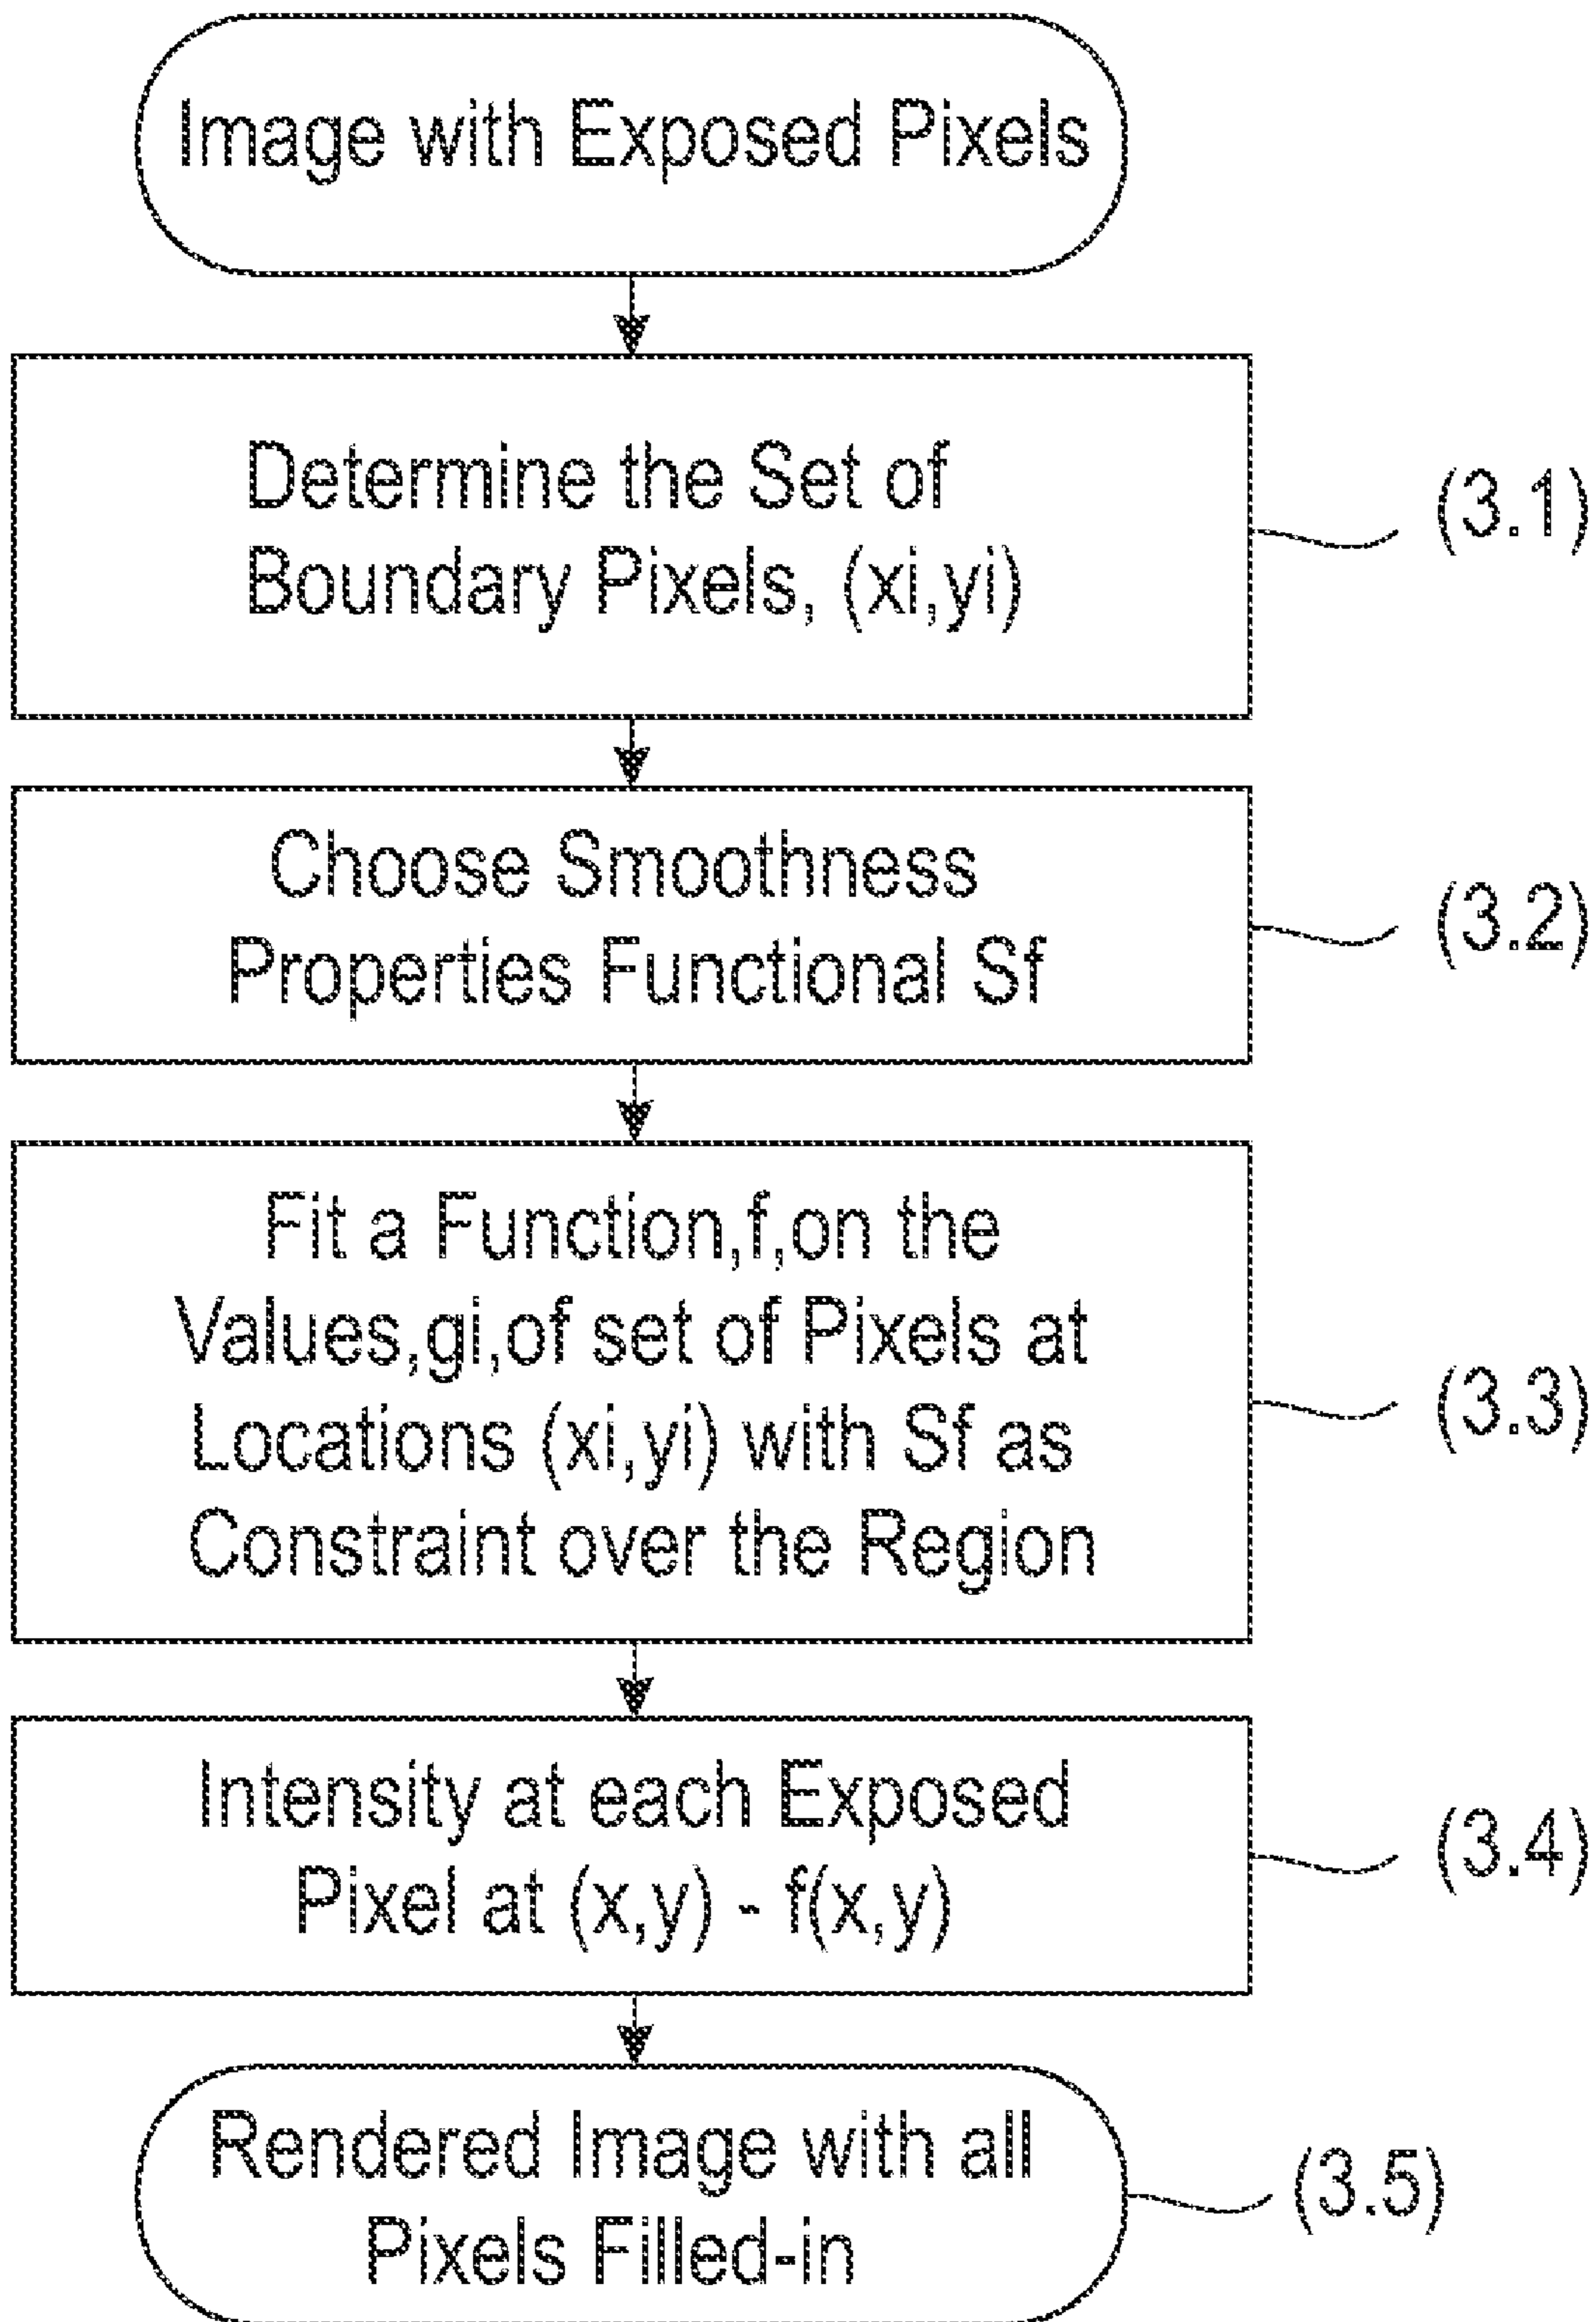 Image with Exposed Pixels
Determine the Set of
Boundary Pixels, (xi,yi)
(3.1)
Choose Smoothness
Properties Functional Sf
(3.2)
Fit a Function,f,on the
Values,gi,of set of Pixels at
Locations (xi,yi) with Sf as
Constraint over the Region
(3.3)
Intensity at each Exposed
Pixel at (x,y) - f(x,y)
(3.4)
Rendered Image with all
Pixels Filled-in
(3.5)